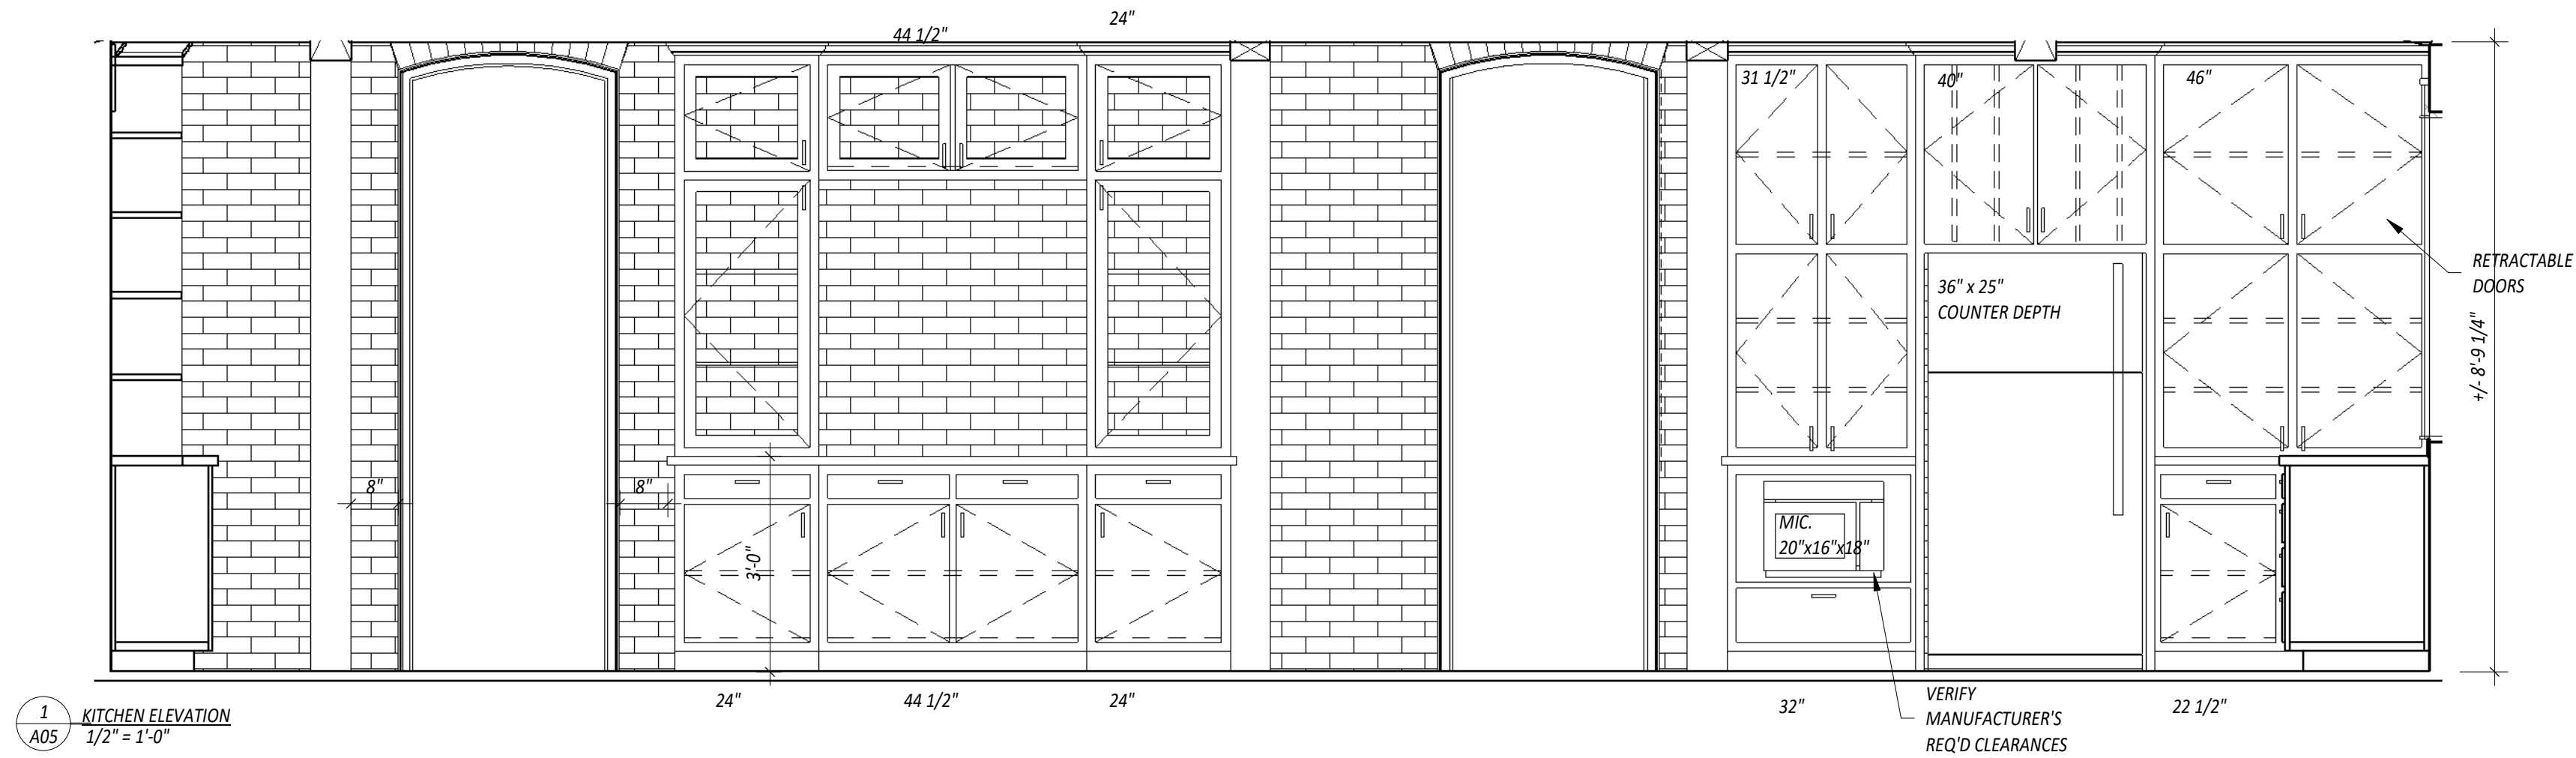 24"
44 1/2"
31 1/2"
40"
46"
RETRACTABLE
DOORS
36" x 25"
COUNTER DEPTH
+/- 8'-9 1/4"
8"
8"
3'-0"
MIC.
20"x16"x18"
24"
44 1/2"
24"
32"
VERIFY
MANUFACTURER'S
REQ'D CLEARANCES
22 1/2"
1
A05
KITCHEN ELEVATION
1/2" = 1'-0"